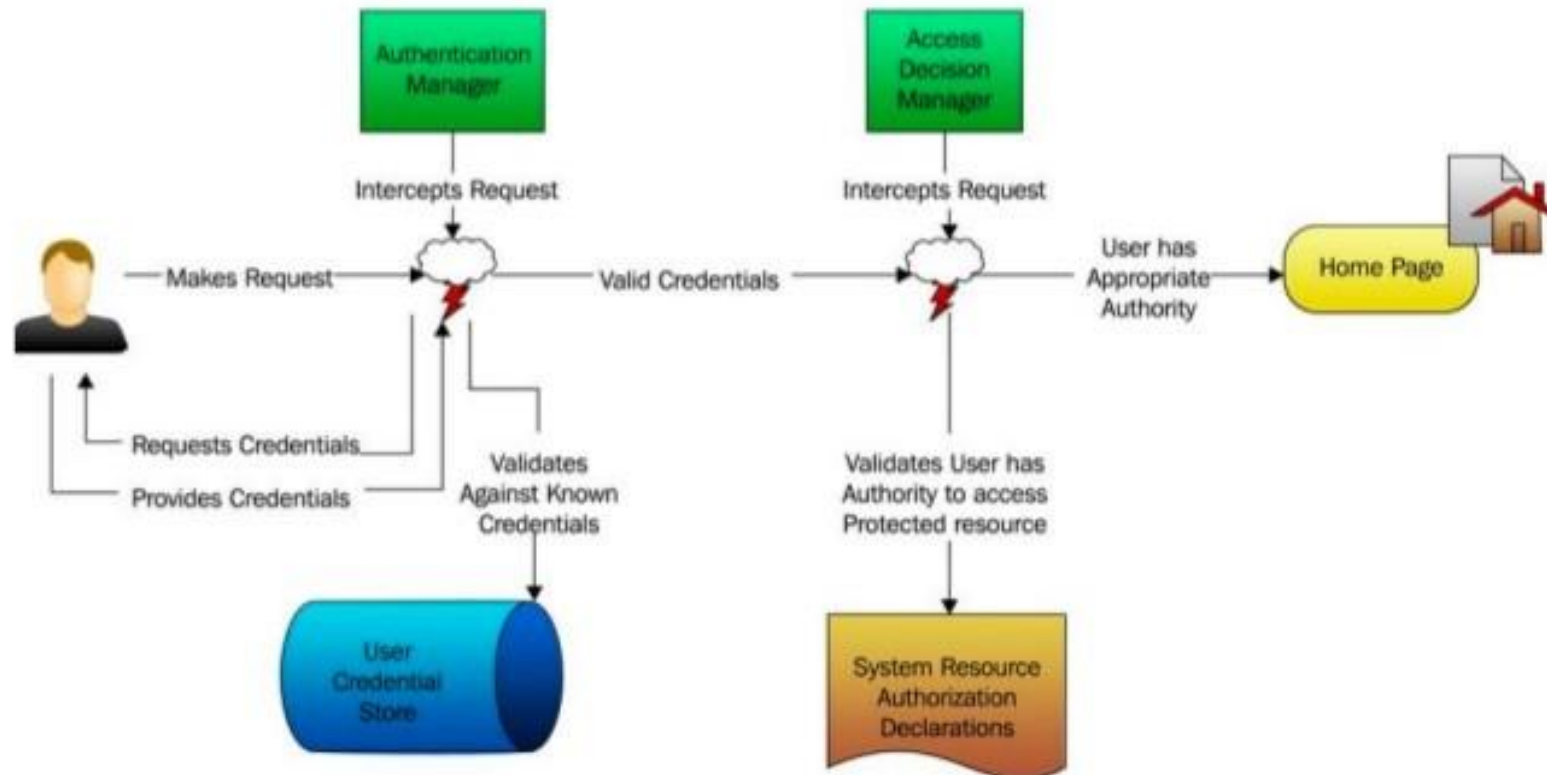 Authentication
Manager
Access
Decision
Manager
Intercepts Request
Intercepts Request
Makes Request
Valid Credentials
User has
Appropriate
Authority
Home Page
Requests Credentials
Provides Credentials
Validates
Against Known
Credentials
Validates User has
Authority to access
Protected resource
User
Credential
Store
System Resource
Authorization
Declarations